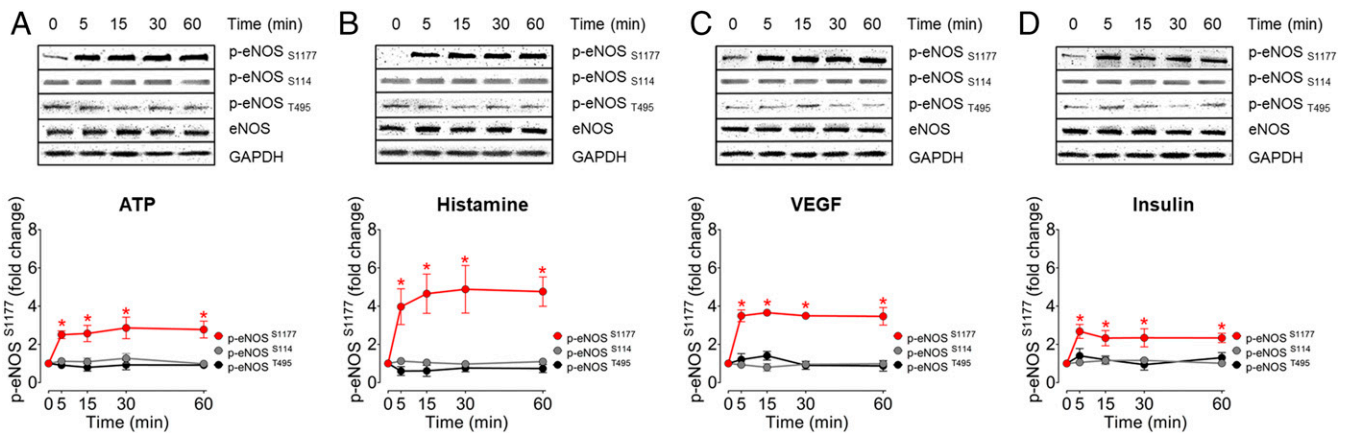 A 0 5 15 30 60 Time (min)
p-eNOS S1177
p-eNOS S114
p-eNOS T495
eNOS
GAPDH
ATP
p-eNOS S1177 (fold change)
8
6
4
2
0
p-eNOS S1177
p-eNOS S114
p-eNOS T495
0 5 15 30 60
Time (min)
B 0 5 15 30 60 Time (min)
p-eNOS S1177
p-eNOS S114
p-eNOS T495
eNOS
GAPDH
Histamine
p-eNOS S1177 (fold change)
8
6
4
2
0
p-eNOS S1177
p-eNOS S114
p-eNOS T495
0 5 15 30 60
Time (min)
C 0 5 15 30 60 Time (min)
p-eNOS S1177
p-eNOS S114
p-eNOS T495
eNOS
GAPDH
VEGF
p-eNOS S1177 (fold change)
8
6
4
2
0
p-eNOS S1177
p-eNOS S114
p-eNOS T495
0 5 15 30 60
Time (min)
D 0 5 15 30 60 Time (min)
p-eNOS S1177
p-eNOS S114
p-eNOS T495
eNOS
GAPDH
Insulin
p-eNOS S1177 (fold change)
8
6
4
2
0
p-eNOS S1177
p-eNOS S114
p-eNOS T495
0 5 15 30 60
Time (min)